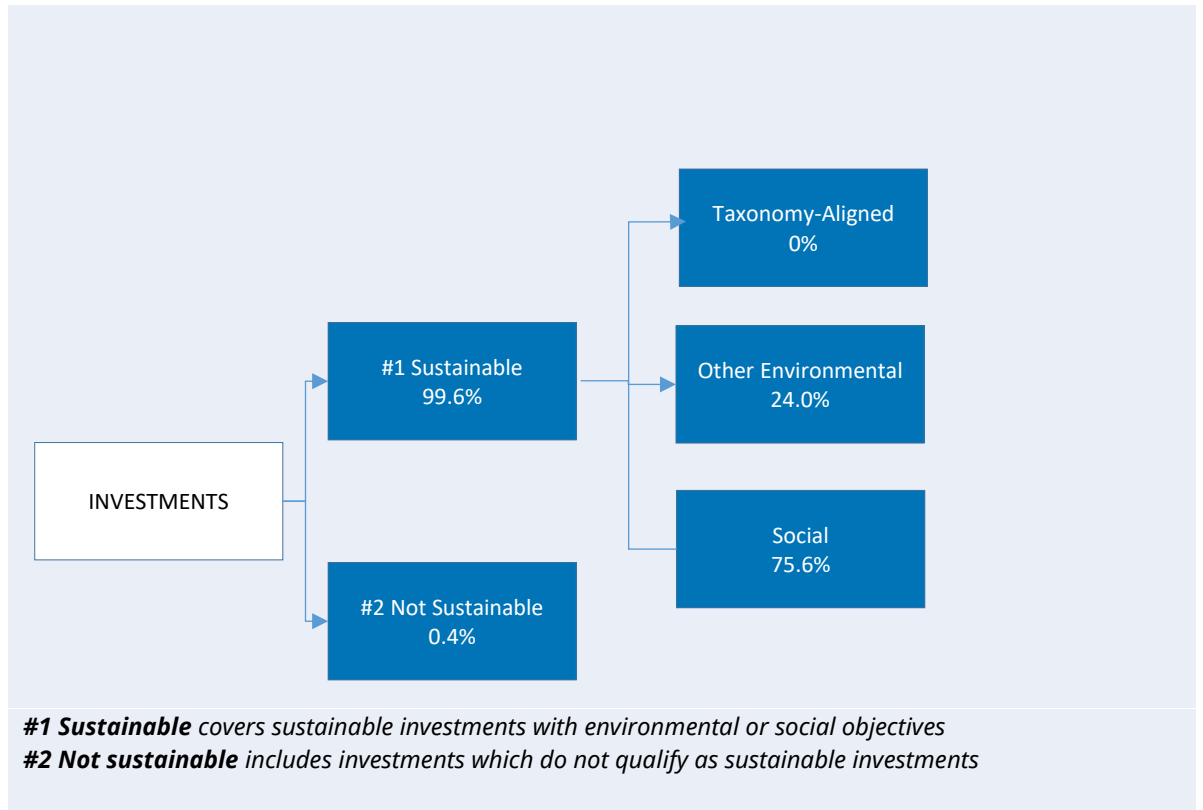 Taxonomy-Aligned
0%
#1 Sustainable
99.6%
Other Environmental
24.0%
INVESTMENTS
Social
75.6%
#2 Not Sustainable
0.4%
#1 Sustainable covers sustainable investments with environmental or social objectives
#2 Not sustainable includes investments which do not qualify as sustainable investments